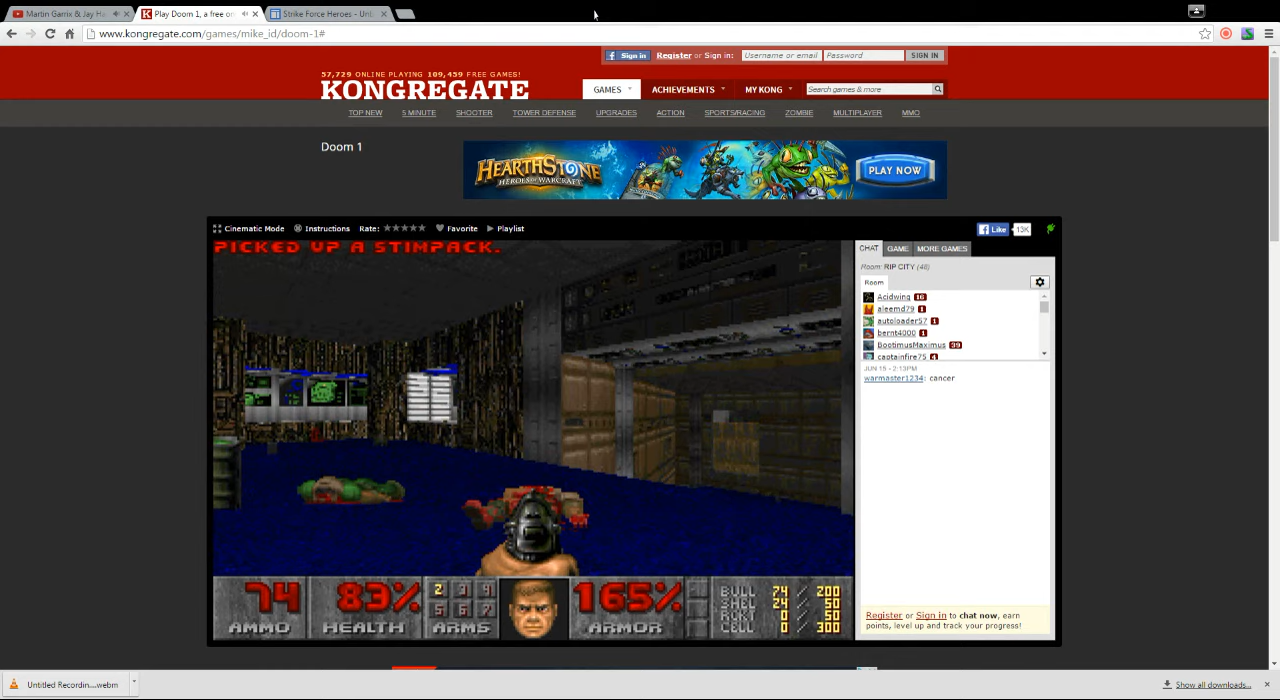 Martin Garrix & Jay Ha
Play Doom 1, a free on
Strike Force Heroes - Unb
www.kongregate.com/games/mike_id/doom-1#
Sign in Register or Sign in: Username or email Password SIGN IN
57,729 ONLINE PLAYING 109,459 FREE GAMES!
KONGREGATE
GAMES ACHIEVEMENTS MY KONG Search games & more
TOP NEW 5 MINUTE SHOOTER TOWER DEFENSE UPGRADES ACTION SPORTS/RACING ZOMBIE MULTIPLAYER MMO
Doom 1
HEARTHSTONE
HEROES OF WARCRAFT
PLAY NOW
Cinematic Mode Instructions Rate: Favorite Playlist Like 13K
PICKED UP A STIMPACK.
CHAT GAME MORE GAMES
Room: RIP CITY (48)
Room
Acidwing 16
aleemd79 1
autoloader57 1
bernt4000 1
BootimusMaximus 39
captainfire75 4
JUN 15 - 2:13PM
warmaster1234: cancer
74 83% 2 3 4 165% BULL 74 / 200
SHEL 24 / 50
5 6 7 RCKT 0 / 50
AMMO HEALTH ARMS ARMOR CELL 0 / 300
Register or Sign in to chat now, earn
points, level up and track your progress!
Untitled Recordin....webm
Show all downloads...